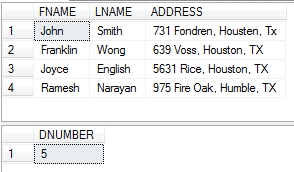 FNAME LNAME ADDRESS
1 John Smith 731 Fondren, Housten, Tx
2 Franklin Wong 639 Voss, Houston, TX
3 Joyce English 5631 Rice, Houston, TX
4 Ramesh Narayan 975 Fire Oak, Humble, TX
DNUMBER
1 5